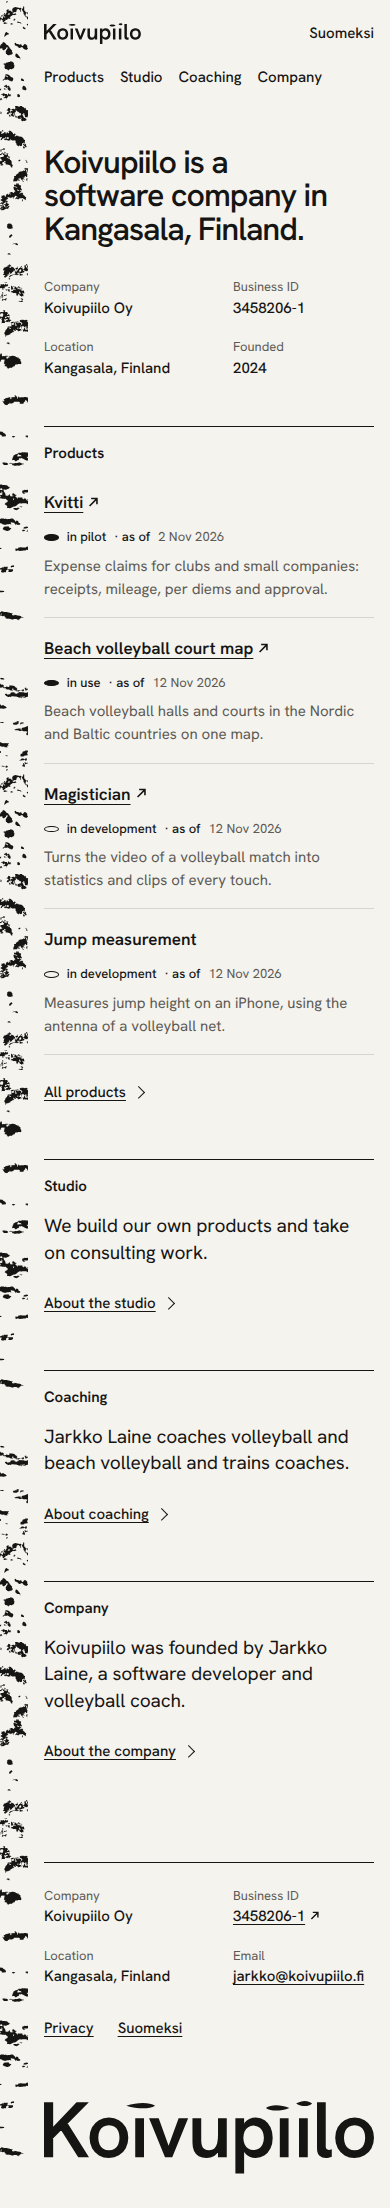 Koivupiilo
Suomeksi
Products Studio Coaching Company
Koivupiilo is a
software company in
Kangasala, Finland.
Company
Koivupiilo Oy
Business ID
3458206-1
Location
Kangasala, Finland
Founded
2024
Products
Kvitti ↗
in pilot · as of 2 Nov 2026
Expense claims for clubs and small companies:
receipts, mileage, per diems and approval.
Beach volleyball court map ↗
in use · as of 12 Nov 2026
Beach volleyball halls and courts in the Nordic
and Baltic countries on one map.
Magistician ↗
in development · as of 12 Nov 2026
Turns the video of a volleyball match into
statistics and clips of every touch.
Jump measurement
in development · as of 12 Nov 2026
Measures jump height on an iPhone, using the
antenna of a volleyball net.
All products
Studio
We build our own products and take
on consulting work.
About the studio
Coaching
Jarkko Laine coaches volleyball and
beach volleyball and trains coaches.
About coaching
Company
Koivupiilo was founded by Jarkko
Laine, a software developer and
volleyball coach.
About the company
Company
Koivupiilo Oy
Business ID
3458206-1 ↗
Location
Kangasala, Finland
Email
jarkko@koivupiilo.fi
Privacy Suomeksi
Koivupiilo